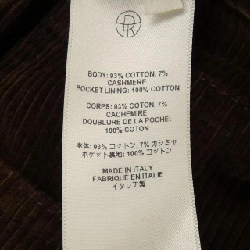 BODY: 93% COTTON, 7%
CASHMERE
POCKET LINING: 100% COTTON
CORPS: 93% COTON, 7%
CACHEMIRE
DOUBLURE DE LA POCHE:
100% COTON
本体: 93% コットン, 7% カシミヤ
ポケット裏地: 100% コットン
MADE IN ITALY
FABRIQUÉ EN ITALIE
イタリア製